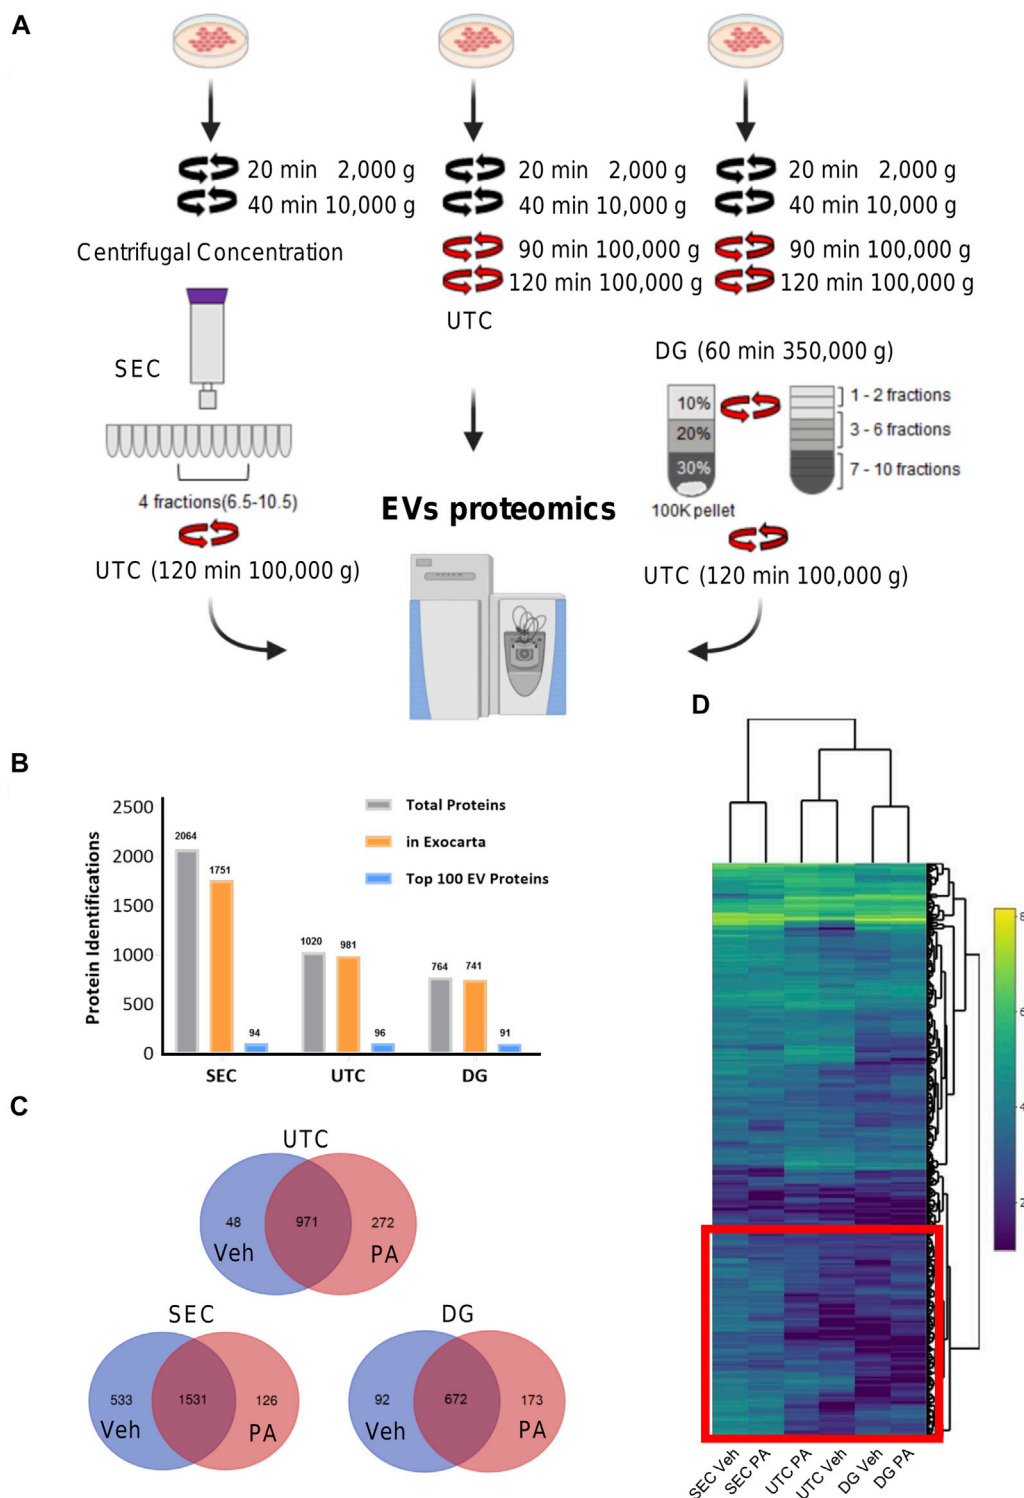 A
20 min 2,000 g
40 min 10,000 g
Centrifugal Concentration
SEC
4 fractions(6.5-10.5)
UTC (120 min 100,000 g)
20 min 2,000 g
40 min 10,000 g
90 min 100,000 g
120 min 100,000 g
UTC
EVs proteomics
20 min 2,000 g
40 min 10,000 g
90 min 100,000 g
120 min 100,000 g
DG (60 min 350,000 g)
10%
20%
30%
100K pellet
1 - 2 fractions
3 - 6 fractions
7 - 10 fractions
UTC (120 min 100,000 g)
B
Protein Identifications
2500
2000
1500
1000
500
0
2064
1751
94
1020
981
96
764
741
91
SEC
UTC
DG
Total Proteins
in Exocarta
Top 100 EV Proteins
C
UTC
48
971
272
Veh
PA
SEC
533
1531
126
Veh
PA
DG
92
672
173
Veh
PA
D
8
6
4
2
SEC Veh
SEC PA
UTC PA
UTC Veh
DG Veh
DG PA